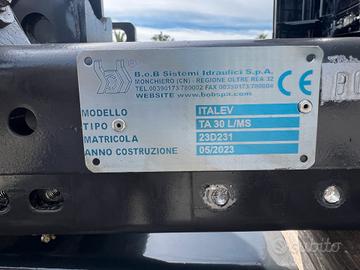 B.o.B Sistemi Idraulici S.p.A.
MONCHIERO (CN) - REGIONE OLTRE REA 32
TEL.00390173.780002 FAX 00390173.780004
WEBSITE www.bobspa.com
CE
MODELLO ITALEV
TIPO TA 30 L/MS
MATRICOLA 23D231
ANNO COSTRUZIONE 05/2023
subito